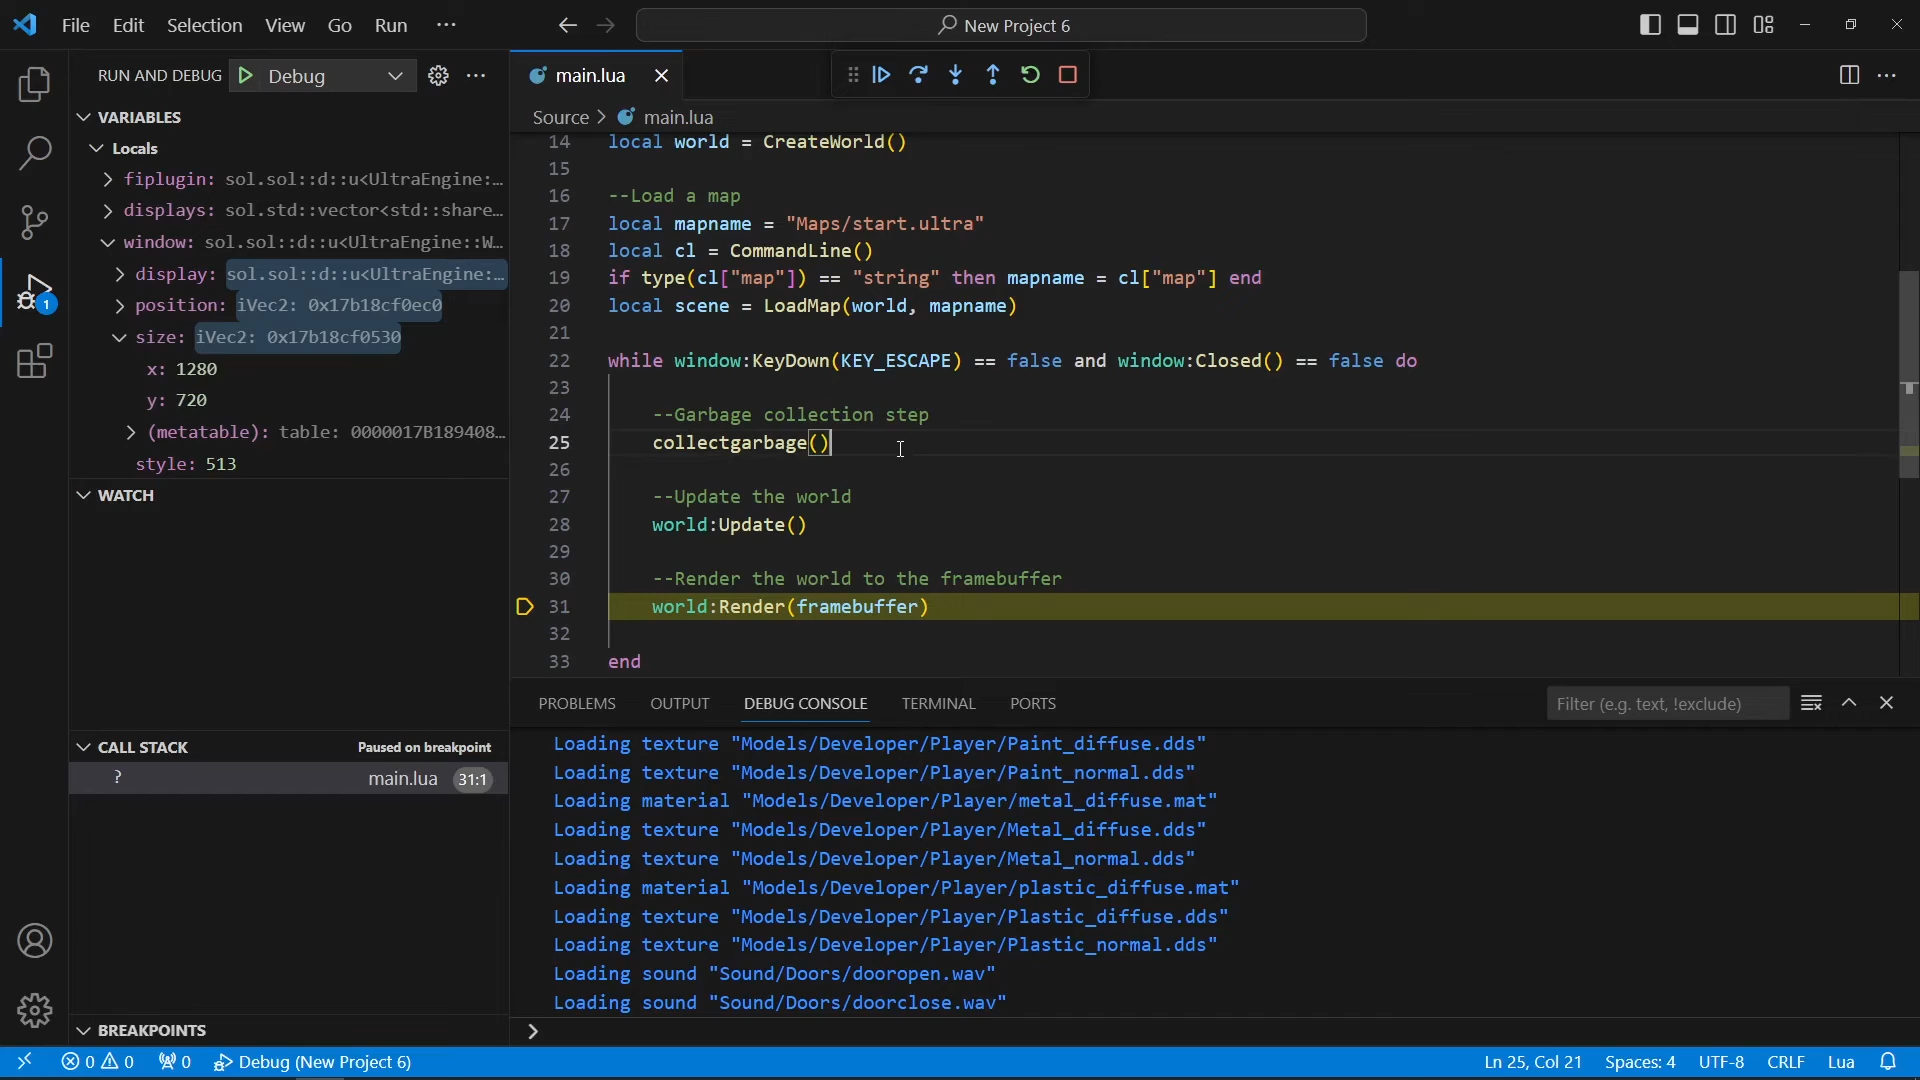 File Edit Selection View Go Run ···
New Project 6
RUN AND DEBUG Debug ···
main.lua
Source > main.lua
VARIABLES
Locals
fiplugin: sol.sol::d::u<UltraEngine:...
displays: sol.std::vector<std::share...
window: sol.sol::d::u<UltraEngine::W...
display: sol.sol::d::u<UltraEngine:...
position: iVec2: 0x17b18cf0ec0
size: iVec2: 0x17b18cf0530
x: 1280
y: 720
(metatable): table: 0000017B189408...
style: 513
WATCH
CALL STACK Paused on breakpoint
? main.lua 31:1
BREAKPOINTS
1
14 local world = CreateWorld()
15
16 --Load a map
17 local mapname = "Maps/start.ultra"
18 local cl = CommandLine()
19 if type(cl["map"]) == "string" then mapname = cl["map"] end
20 local scene = LoadMap(world, mapname)
21
22 while window:KeyDown(KEY_ESCAPE) == false and window:Closed() == false do
23
24 --Garbage collection step
25 collectgarbage()
26
27 --Update the world
28 world:Update()
29
30 --Render the world to the framebuffer
31 world:Render(framebuffer)
32
33 end
PROBLEMS OUTPUT DEBUG CONSOLE TERMINAL PORTS Filter (e.g. text, !exclude)
Loading texture "Models/Developer/Player/Paint_diffuse.dds"
Loading texture "Models/Developer/Player/Paint_normal.dds"
Loading material "Models/Developer/Player/metal_diffuse.mat"
Loading texture "Models/Developer/Player/Metal_diffuse.dds"
Loading texture "Models/Developer/Player/Metal_normal.dds"
Loading material "Models/Developer/Player/plastic_diffuse.mat"
Loading texture "Models/Developer/Player/Plastic_diffuse.dds"
Loading texture "Models/Developer/Player/Plastic_normal.dds"
Loading sound "Sound/Doors/dooropen.wav"
Loading sound "Sound/Doors/doorclose.wav"
>
0 0 0 Debug (New Project 6) Ln 25, Col 21 Spaces: 4 UTF-8 CRLF Lua